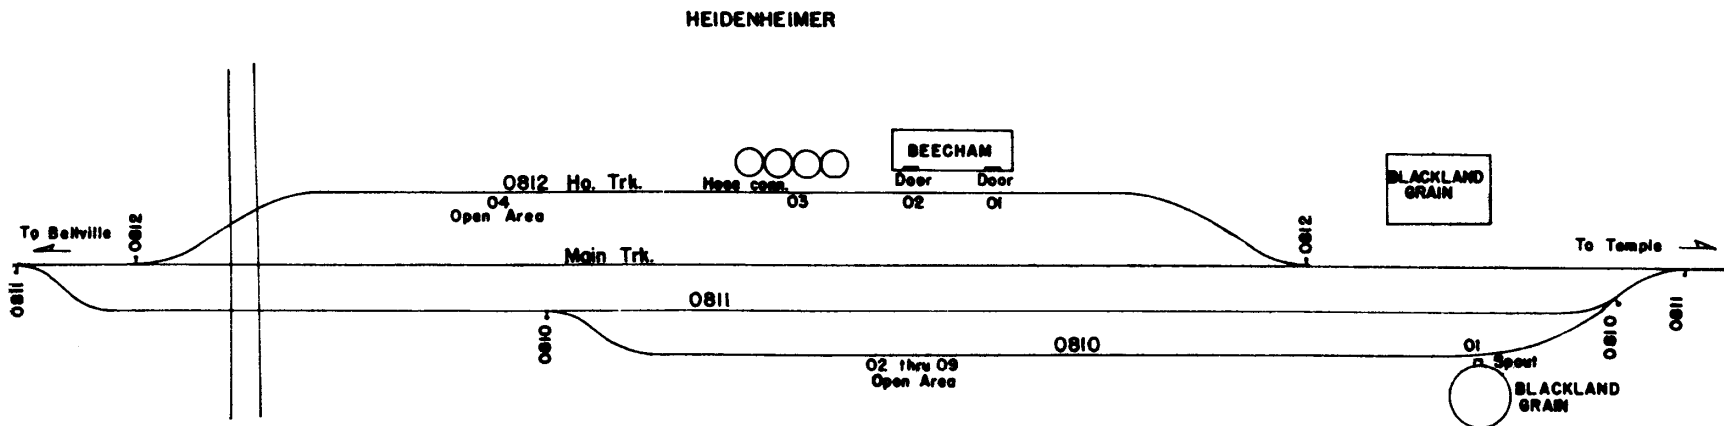 HEIDENHEIMER
BEECHAM
BLACKLAND
GRAIN
0812 Ho. Trk.
Hose conn.
Door
Door
04
Open Area
03
02
01
To Bellville
0812
0812
To Temple
Main Trk.
0811
0811
0811
0810
0810
0810
01
02 thru 09
Open Area
Spout
BLACKLAND
GRAIN